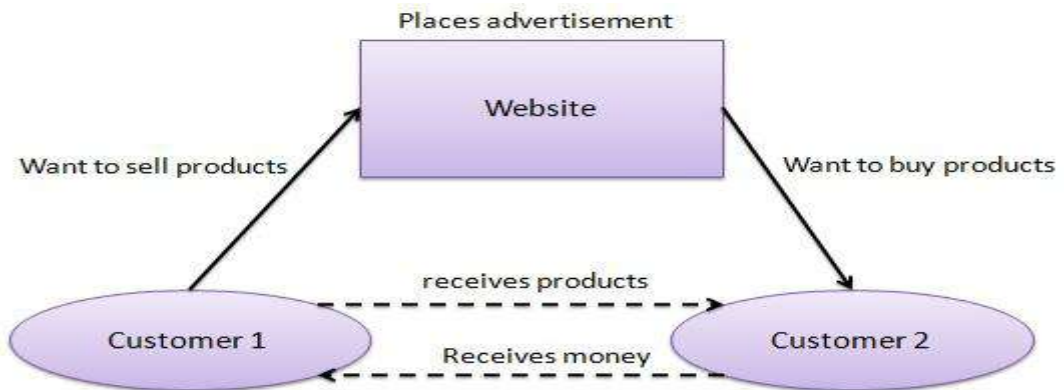 Places advertisement
Website
Want to sell products
Want to buy products
receives products
Customer 1
Customer 2
Receives money